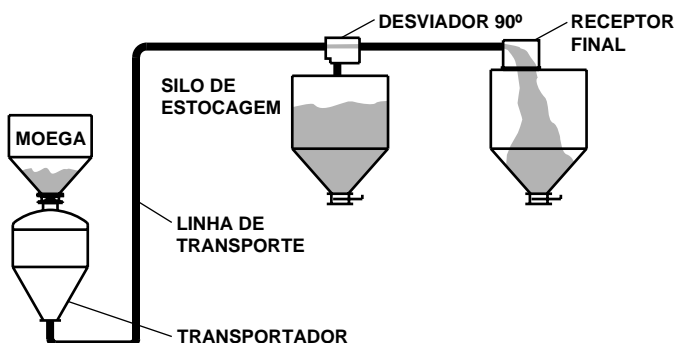 DESVIADOR 90º
RECEPTOR
FINAL
SILO DE
ESTOCAGEM
MOEGA
LINHA DE
TRANSPORTE
TRANSPORTADOR